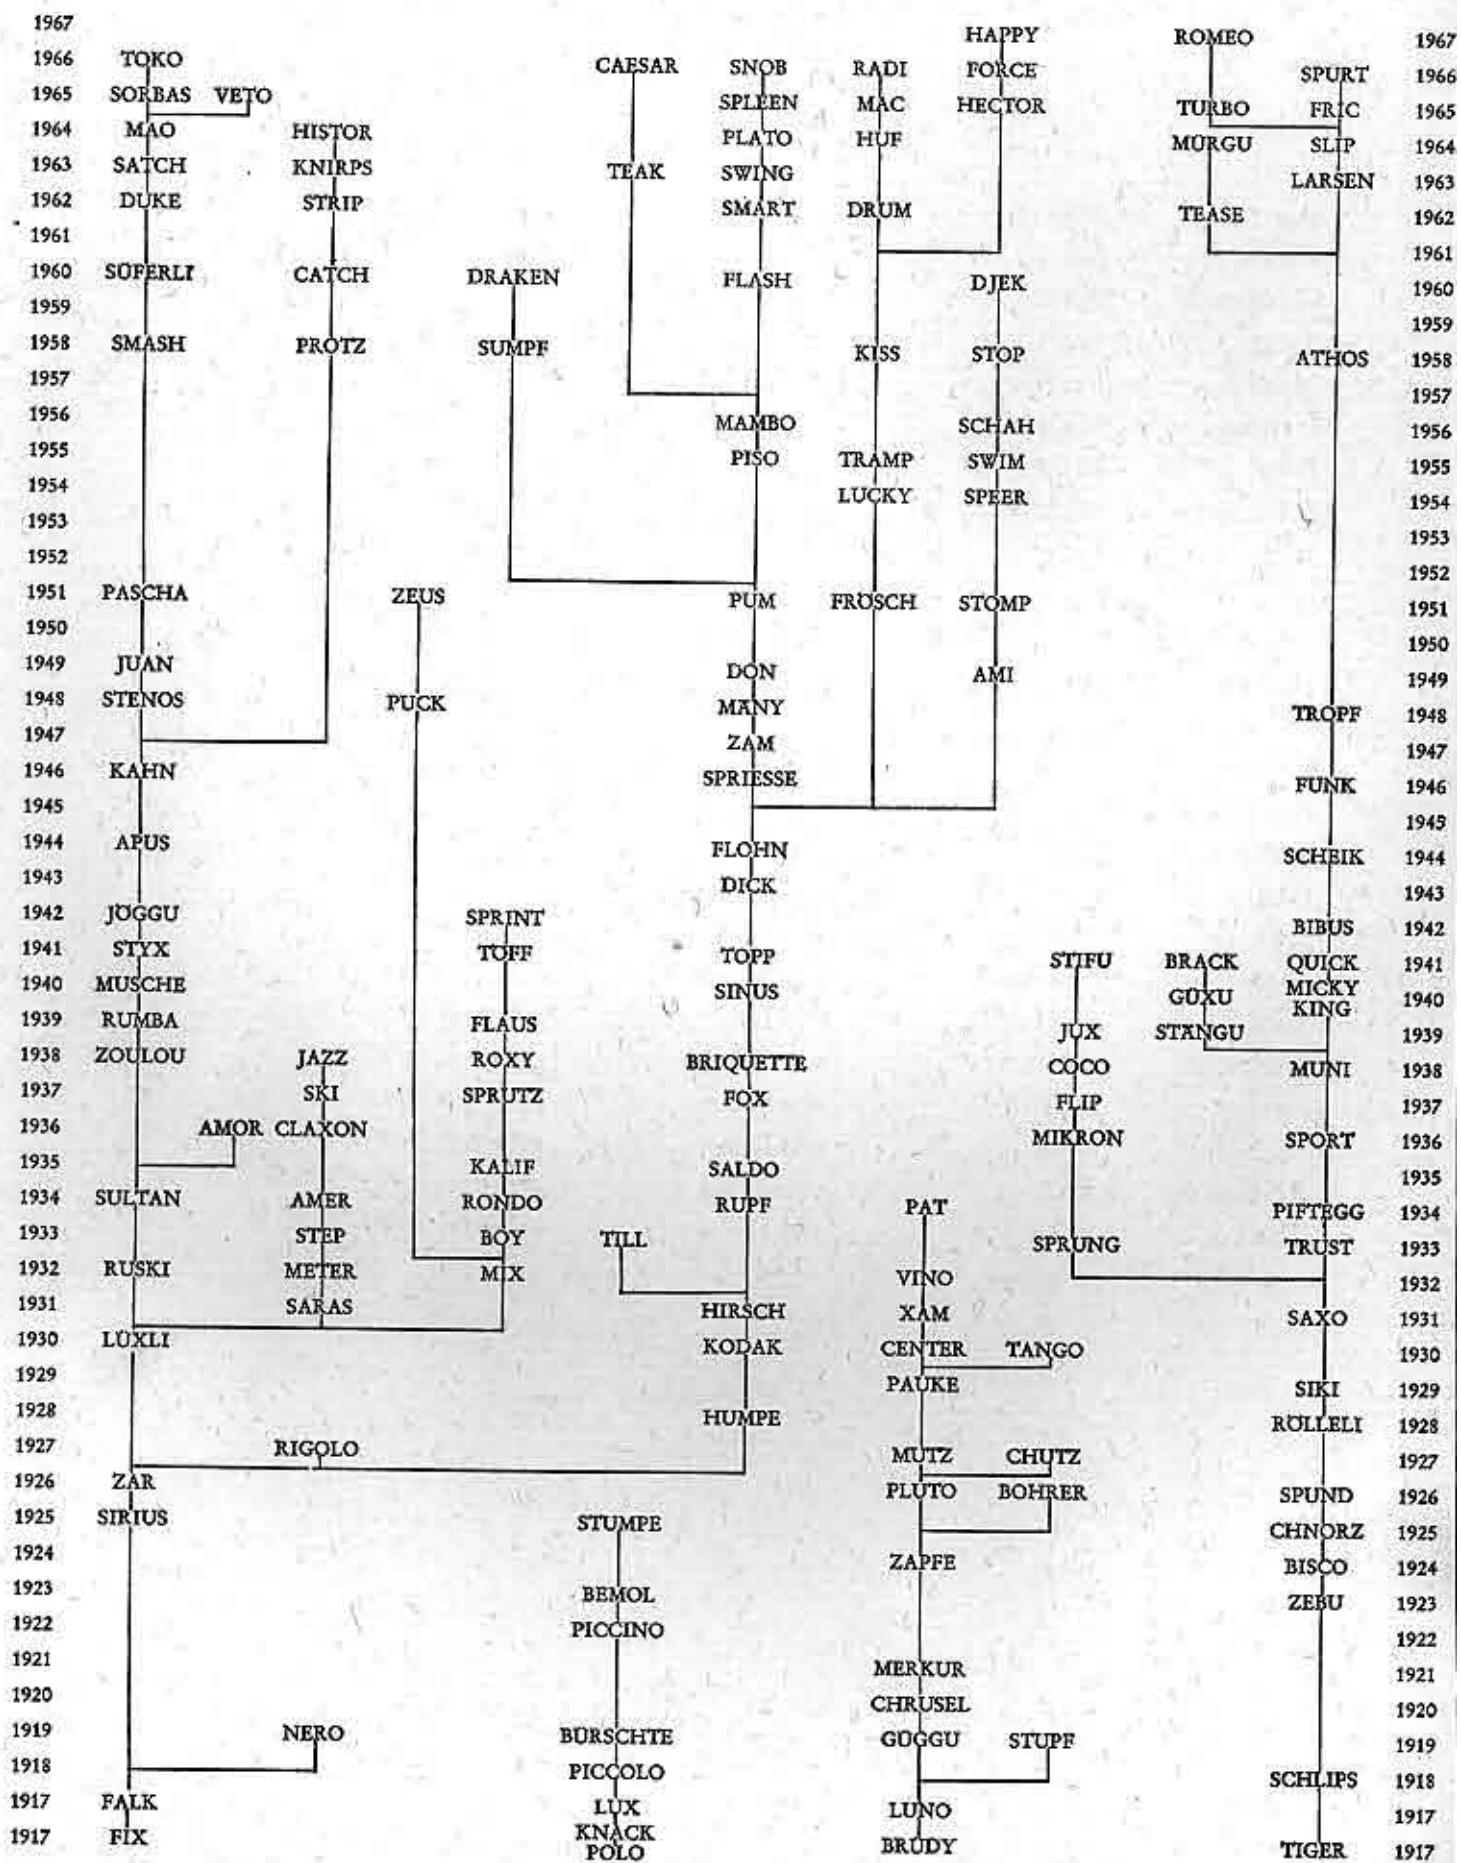 1967 HAPPY ROMEO 1967
1966 TOKO CAESAR SNOB RADI FORCE SPURT 1966
1965 SORBAS VETO SPLEEN MAC HECTOR TURBO FRIC 1965
1964 MAO HISTOR PLATO HUF MÜRGU SLIP 1964
1963 SATCH KNIRPS TEAK SWING LARSEN 1963
1962 DUKE STRIP SMART DRUM TEASE 1962
1961 1961
1960 SÜFERLI CATCH DRAKEN FLASH DJEK 1960
1959 1959
1958 SMASH PROTZ SUMPF KISS STOP ATHOS 1958
1957 1957
1956 MAMBO SCHAH 1956
1955 PISO TRAMP SWIM 1955
1954 LUCKY SPEER 1954
1953 1953
1952 1952
1951 PASCHA ZEUS PUM FRÖSCH STOMP 1951
1950 1950
1949 JUAN DON AMI 1949
1948 STENOS PUCK MANY TROPF 1948
1947 ZAM 1947
1946 KAHN SPRIESSE FUNK 1946
1945 1945
1944 APUS FLOHN SCHEIK 1944
1943 DICK 1943
1942 JÖGGU SPRINT BIBUS 1942
1941 STYX TOFF TOPP STIFU BRACK QUICK 1941
1940 MUSCHE SINUS GÜXU MICKY 1940
KING
1939 RUMBA FLAUS JUX STÄNGU 1939
1938 ZOULOU JAZZ ROXY BRIQUETTE COCO MUNI 1938
1937 SKI SPRUTZ FOX FLIP 1937
1936 AMOR CLAXON MIKRON SPORT 1936
1935 KALIF SALDO 1935
1934 SULTAN AMER RONDO RUPF PAT PIFTEGG 1934
1933 STEP BOY TILL SPRUNG TRUST 1933
1932 RUSKI METER MIX VINO 1932
1931 SARAS HIRSCH XAM SAXO 1931
1930 LÜXLI KODAK CENTER TANGO 1930
1929 PAUKE SIKI 1929
1928 HUMPE RÖLLELI 1928
1927 RIGOLO MUTZ CHUTZ 1927
1926 ZAR PLUTO BOHRER SPUND 1926
1925 SIRIUS STUMPE CHNORZ 1925
1924 ZAPFE BISCO 1924
1923 BEMOL ZEBU 1923
1922 PICCINO 1922
1921 MERKUR 1921
1920 CHRUSEL 1920
1919 NERO BÜRSCHTE GÜGGU STUPF 1919
1918 PICCOLO SCHLIPS 1918
1917 FALK LUX LUNO 1917
1917 FIX KNACK BRUDY TIGER 1917
POLO